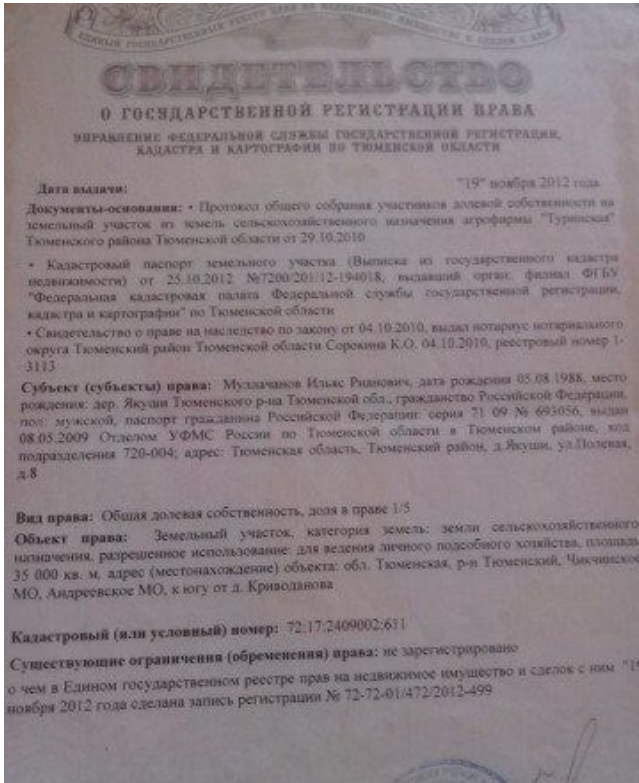 ЕДИНЫЙ ГОСУДАРСТВЕННЫЙ РЕЕСТР ПРАВ НА НЕДВИЖИМОЕ ИМУЩЕСТВО И СДЕЛОК С НИМ
СВИДЕТЕЛЬСТВО
О ГОСУДАРСТВЕННОЙ РЕГИСТРАЦИИ ПРАВА
УПРАВЛЕНИЕ ФЕДЕРАЛЬНОЙ СЛУЖБЫ ГОСУДАРСТВЕННОЙ РЕГИСТРАЦИИ,
КАДАСТРА И КАРТОГРАФИИ ПО ТЮМЕНСКОЙ ОБЛАСТИ
Дата выдачи: "19" ноября 2012 года
Документы-основания: • Протокол общего собрания участников долевой собственности на
земельный участок из земель сельскохозяйственного назначения агрофирмы "Туринская"
Тюменского района Тюменской области от 29.10.2010
• Кадастровый паспорт земельного участка (Выписка из государственного кадастра
недвижимости) от 25.10.2012 №7200/201/12-194018, выдавший орган: филиал ФГБУ
"Федеральная кадастровая палата Федеральной службы государственной регистрации,
кадастра и картографии" по Тюменской области
• Свидетельство о праве на наследство по закону от 04.10.2010, выдал нотариус нотариального
округа Тюменский район Тюменской области Сорокина К.О. 04.10.2010, реестровый номер 1-
3113
Субъект (субъекты) права: Муллачанов Ильяс Рианович, дата рождения 05.08.1988, место
рождения: дер. Якуши Тюменского р-на Тюменской обл., гражданство Российской Федерации,
пол: мужской, паспорт гражданина Российской Федерации: серия 71 09 № 693056, выдан
08.05.2009 Отделом УФМС России по Тюменской области в Тюменском районе, код
подразделения 720-004; адрес: Тюменская область, Тюменский район, д.Якуши, ул.Полевая,
д.8
Вид права: Общая долевая собственность, доля в праве 1/5
Объект права: Земельный участок, категория земель: земли сельскохозяйственного
назначения, разрешенное использование: для ведения личного подсобного хозяйства, площадь
35 000 кв. м, адрес (местонахождение) объекта: обл. Тюменская, р-н Тюменский, Чикчинское
МО, Андреевское МО, к югу от д. Криводанова
Кадастровый (или условный) номер: 72:17:2409002:611
Существующие ограничения (обременения) права: не зарегистрировано
о чем в Едином государственном реестре прав на недвижимое имущество и сделок с ним "19
ноября 2012 года сделана запись регистрации № 72-72-01/472/2012-499